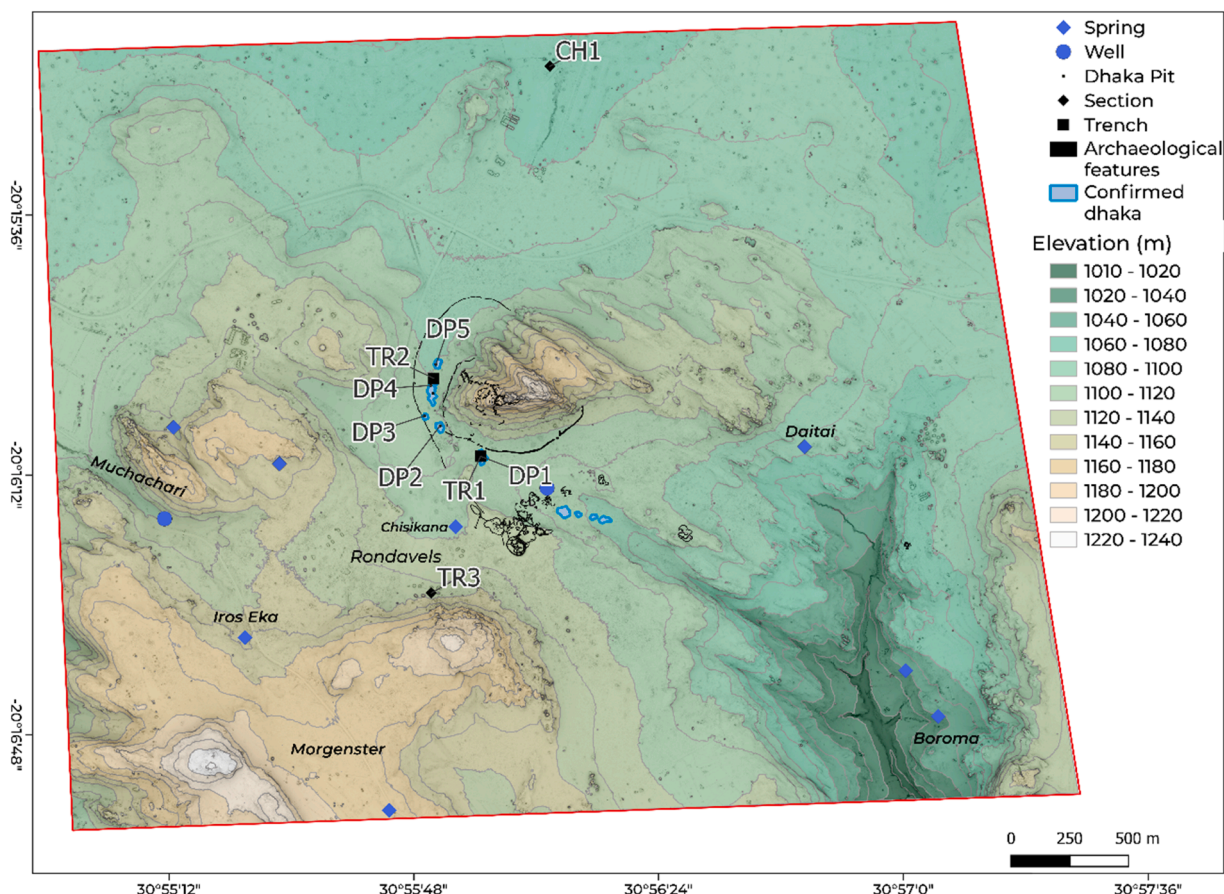 CH1
Spring
Well
Dhaka Pit
Section
Trench
Archaeological
features
Confirmed
dhaka
Elevation (m)
1010 - 1020
1020 - 1040
1040 - 1060
1060 - 1080
1080 - 1100
1100 - 1120
1120 - 1140
1140 - 1160
1160 - 1180
1180 - 1200
1200 - 1220
1220 - 1240
-20°15'39"
-20°16'12"
-20°16'48"
DP5
TR2
DP4
DP3
DP2
DP1
TR1
Daitai
Muchachari
Chisikana
Rondavels
TR3
Iros Eka
Morgenster
Boroma
0 250 500 m
30°55'12" 30°55'48" 30°56'24" 30°57'0" 30°57'36"